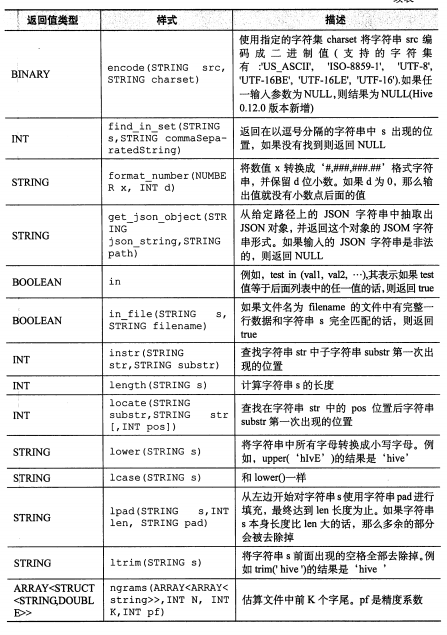 返回值类型 样式 描述
BINARY
encode(STRING src,
STRING charset)
使用指定的字符集 charset 将字符串 src 编
码成二进制值(支持的字符集
有:'US_ASCII', 'ISO-8859-1', 'UTF-8',
'UTF-16BE', 'UTF-16LE', 'UTF-16').如果任
一输入参数为NULL,则结果为NULL(Hive
0.12.0 版本新增)
INT
find_in_set(STRING
s,STRING commaSepa-
ratedString)
返回在以逗号分隔的字符串中 s 出现的位
置，如果没有找到则返回 NULL
STRING
format_number(NUMBE
R x, INT d)
将数值 x 转换成‘#,###,###.##’格式字符
串，并保留 d 位小数。如果 d 为 0，那么输
出值就没有小数点后面的值
STRING
get_json_object(STR
ING
json_string,STRING
path)
从给定路径上的 JSON 字符串中抽取出
JSON 对象，并返回这个对象的 JSOM 字符
串形式。如果输入的 JSON 字符串是非法
的，则返回 NULL
BOOLEAN
in
例如，test in (val1, val2, …),其表示如果 test
值等于后面列表中的任一值的话,则返回 true
BOOLEAN
in_file(STRING s,
STRING filename)
如果文件名为 filename 的文件中有完整一
行数据和字符串 s 完全匹配的话，则返回
true
INT
instr(STRING
str,STRING substr)
查找字符串 str 中子字符串 substr 第一次出
现的位置
INT
length(STRING s)
计算字符串 s 的长度
INT
locate(STRING
substr,STRING str
[,INT pos])
查找在字符串 str 中的 pos 位置后字符串
substr 第一次出现的位置
STRING
lower(STRING s)
将字符串中所有字母转换成小写字母。例
如，upper(‘hIvE’)的结果是‘hive’
STRING
lcase(STRING s)
和 lower()一样
STRING
lpad(STRING s,INT
len, STRING pad)
从左边开始对字符串s使用字符串pad进行
填充，最终达到 len 长度为止。如果字符串
s 本身长度比 len 大的话，那么多余的部分
会被去除掉
STRING
ltrim(STRING s)
将字符串 s 前面出现的空格全部去除掉。例
如 trim(' hive ')的结果是‘hive ’
ARRAY<STRUCT
<STRING,DOUBL
E>>
ngrams(ARRAY<ARRAY<
string>>,INT N, INT
K,INT pf)
估算文件中前 K 个字尾。pf 是精度系数